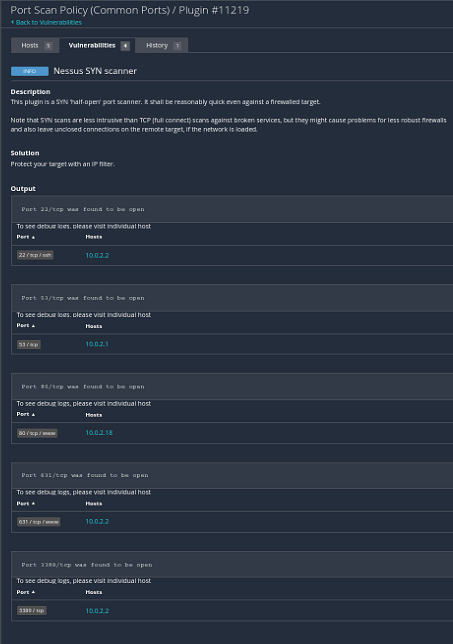 Port Scan Policy (Common Ports) / Plugin #11219
‹ Back to Vulnerabilities
Hosts 5 Vulnerabilities 4 History 1
INFO Nessus SYN scanner
Description
This plugin is a SYN 'half-open' port scanner. It shall be reasonably quick even against a firewalled target.
Note that SYN scans are less intrusive than TCP (full connect) scans against broken services, but they might cause problems for less robust firewalls
and also leave unclosed connections on the remote target, if the network is loaded.
Solution
Protect your target with an IP filter.
Output
Port 22/tcp was found to be open
To see debug logs, please visit individual host
Port ▲ Hosts
22 / tcp / ssh 10.0.2.2
Port 53/tcp was found to be open
To see debug logs, please visit individual host
Port ▲ Hosts
53 / tcp 10.0.2.1
Port 80/tcp was found to be open
To see debug logs, please visit individual host
Port ▲ Hosts
80 / tcp / www 10.0.2.18
Port 631/tcp was found to be open
To see debug logs, please visit individual host
Port ▲ Hosts
631 / tcp / www 10.0.2.2
Port 3389/tcp was found to be open
To see debug logs, please visit individual host
Port ▲ Hosts
3389 / tcp 10.0.2.2